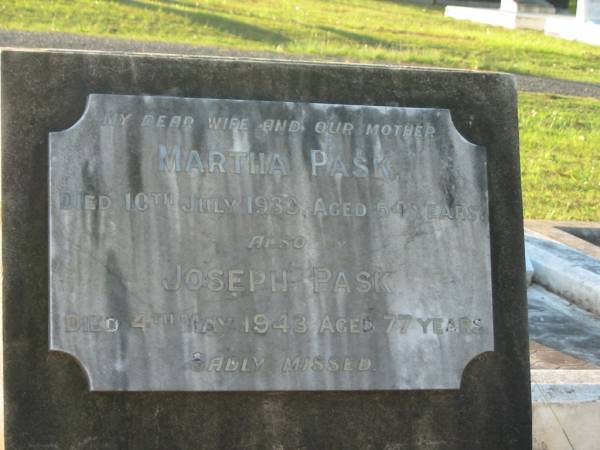 MY DEAR WIFE AND OUR MOTHER
MARTHA PASK,
DIED 10TH JULY AGED YEARS
ALSO
JOSEPH PASK
DIED 4TH MAY 1943 AGED 77 YEARS
SADLY MISSED.